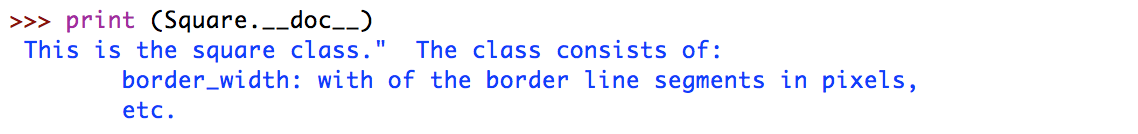 >>> print (Square.__doc__)
 This is the square class."  The class consists of:
        border_width: with of the border line segments in pixels,
        etc.